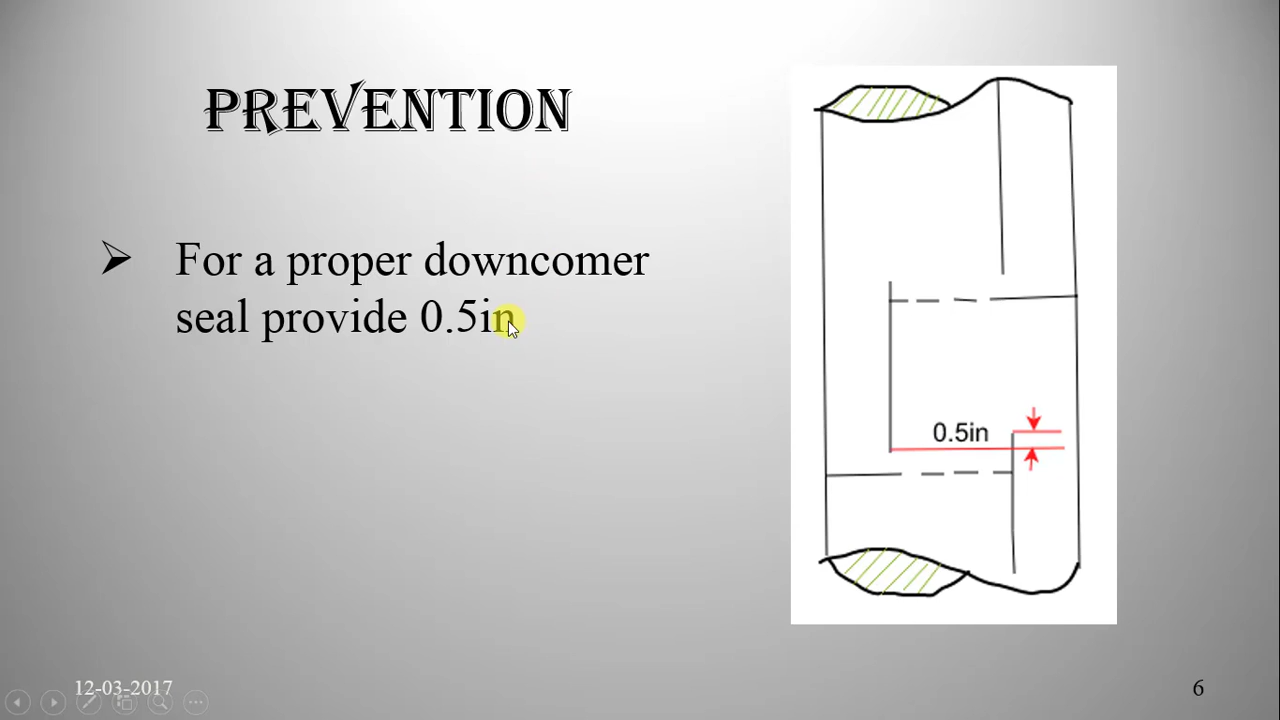 PREVENTION
For a proper downcomer
seal provide 0.5in
0.5in
12-03-2017
6